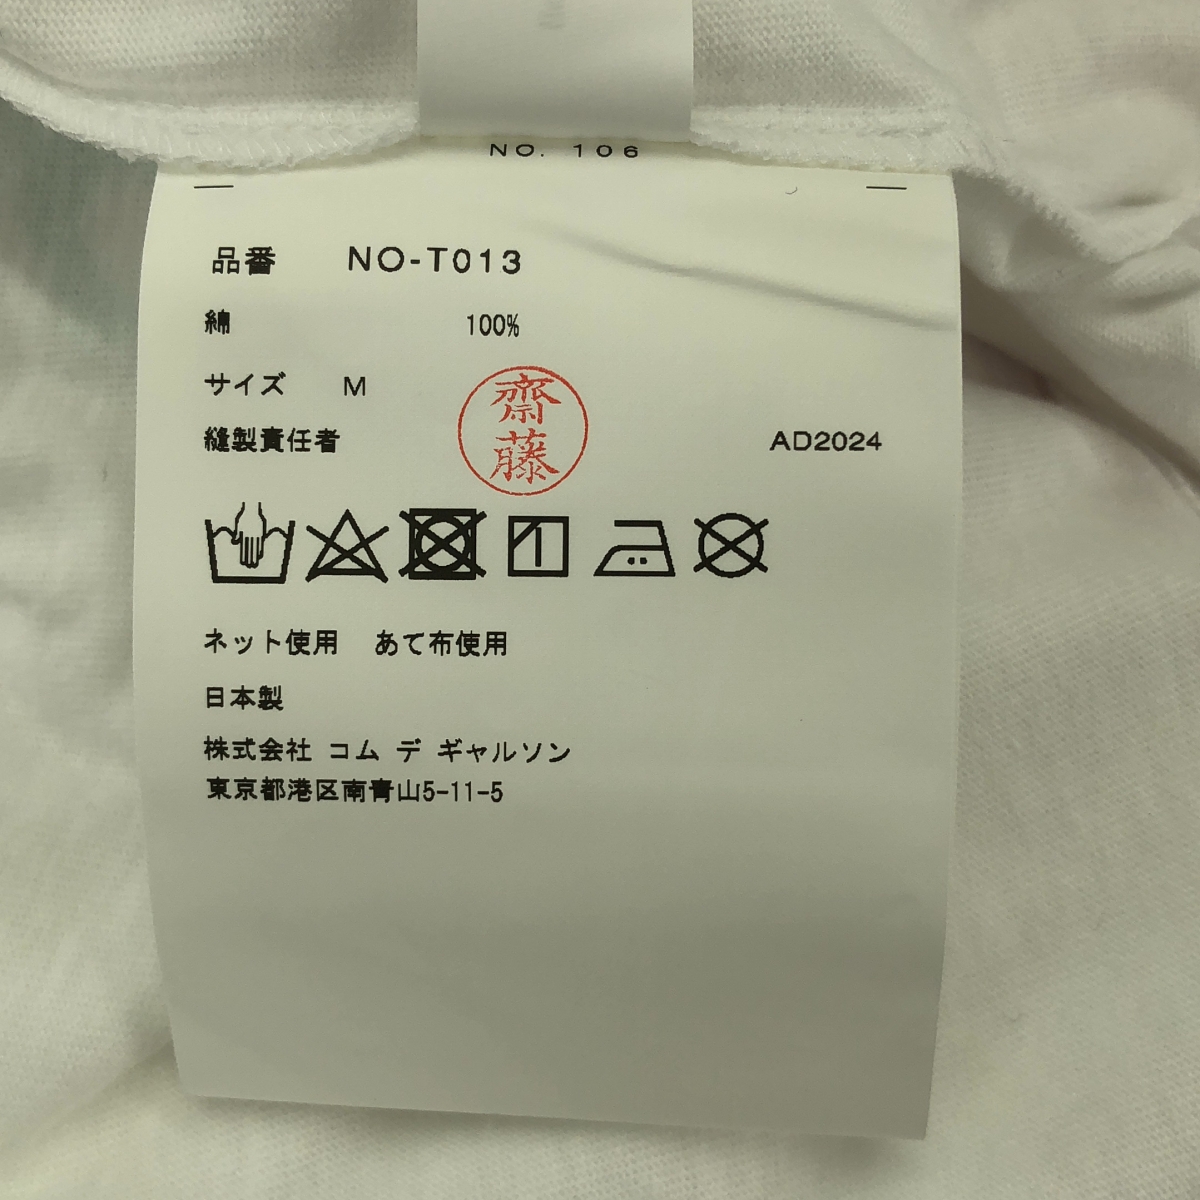 NO. 106
品番 NO-T013
綿 100%
サイズ M
縫製責任者 齋藤 AD2024
ネット使用 あて布使用
日本製
株式会社 コム デ ギャルソン
東京都港区南青山5-11-5